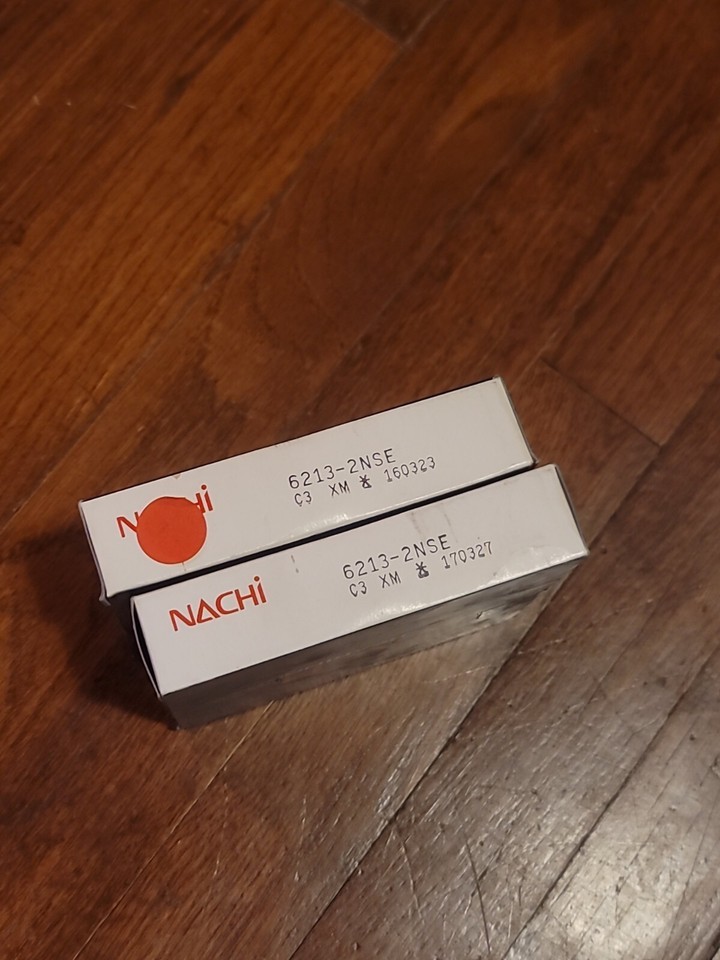 NACHi
6213-2NSE
C3 XM * 160323
NACHi
6213-2NSE
C3 XM * 170327